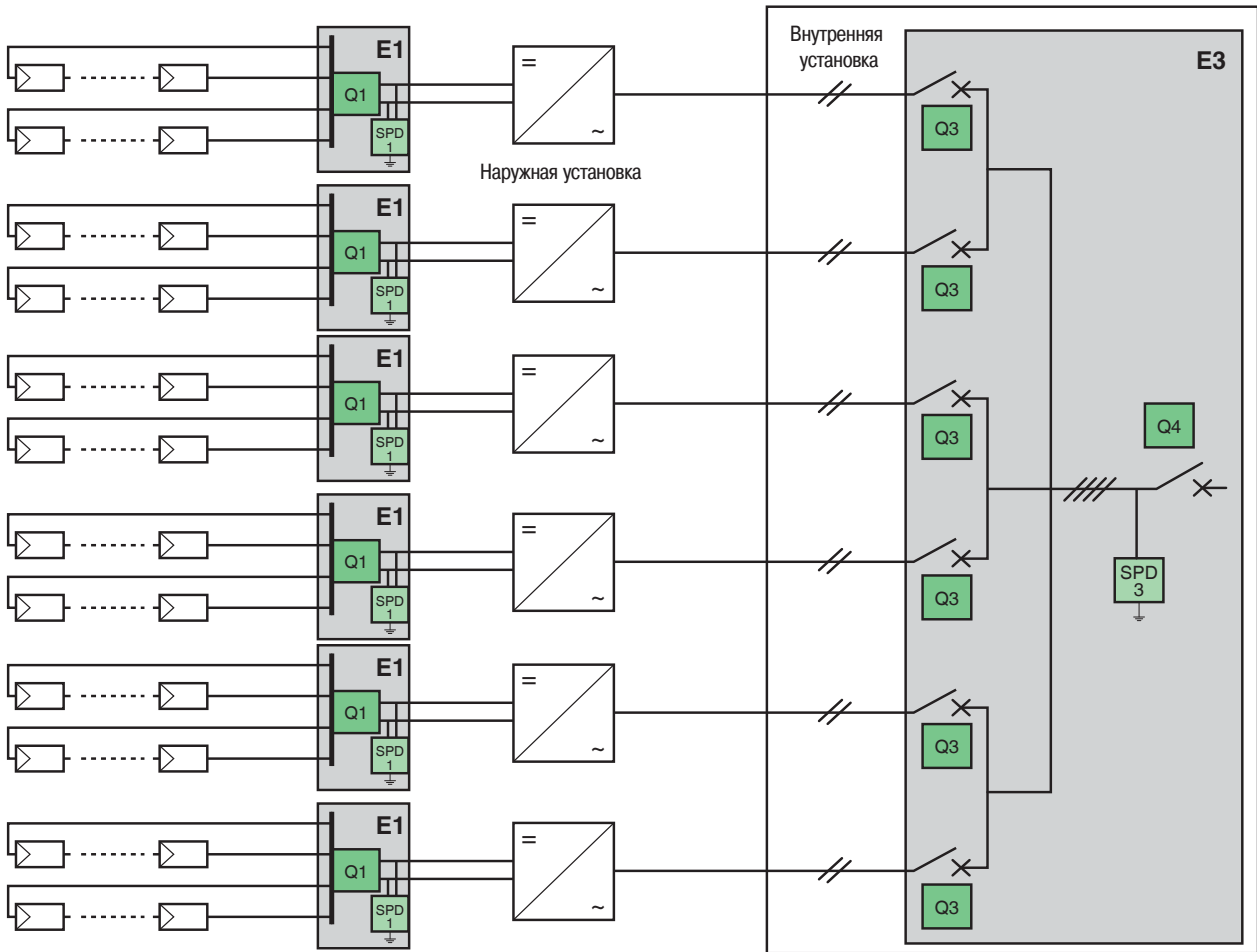 Внутренняя
установка
E1
E3
Q1
=
Q3
SPD
1
~
Наружная установка
E1
=
Q1
SPD
1
~
Q3
E1
=
Q1
Q4
SPD
1
~
Q3
E1
=
Q1
SPD
3
SPD
1
~
Q3
E1
=
Q1
SPD
1
~
Q3
E1
=
Q1
SPD
1
~
Q3